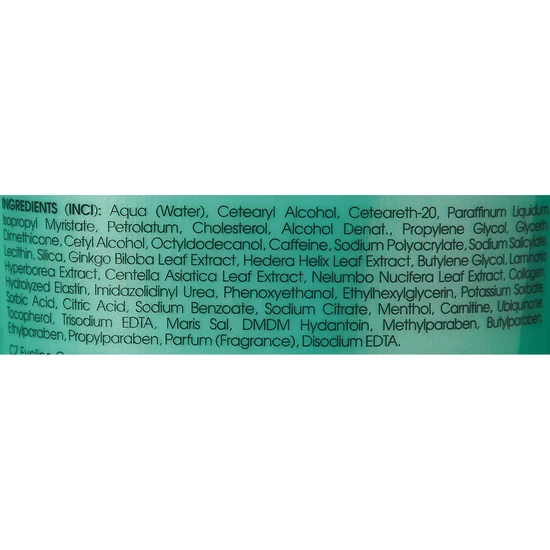 INGREDIENTS (INCI): Aqua (Water), Cetearyl Alcohol, Ceteareth-20, Paraffinum Liquidum,
Isopropyl Myristate, Petrolatum, Cholesterol, Alcohol Denat., Propylene Glycol, Glycerin,
Dimethicone, Cetyl Alcohol, Octyldodecanol, Caffeine, Sodium Polyacrylate, Sodium Salicylate,
Lecithin, Silica, Ginkgo Biloba Leaf Extract, Hedera Helix Leaf Extract, Butylene Glycol, Laminaria
Hyperborea Extract, Centella Asiatica Leaf Extract, Nelumbo Nucifera Leaf Extract, Collagen,
Hydrolyzed Elastin, Imidazolidinyl Urea, Phenoxyethanol, Ethylhexylglycerin, Potassium Sorbate,
Sorbic Acid, Citric Acid, Sodium Benzoate, Sodium Citrate, Menthol, Carnitine, Ubiquinone,
Tocopherol, Trisodium EDTA, Maris Sal, DMDM Hydantoin, Methylparaben, Butylparaben,
Ethylparaben, Propylparaben, Parfum (Fragrance), Disodium EDTA.